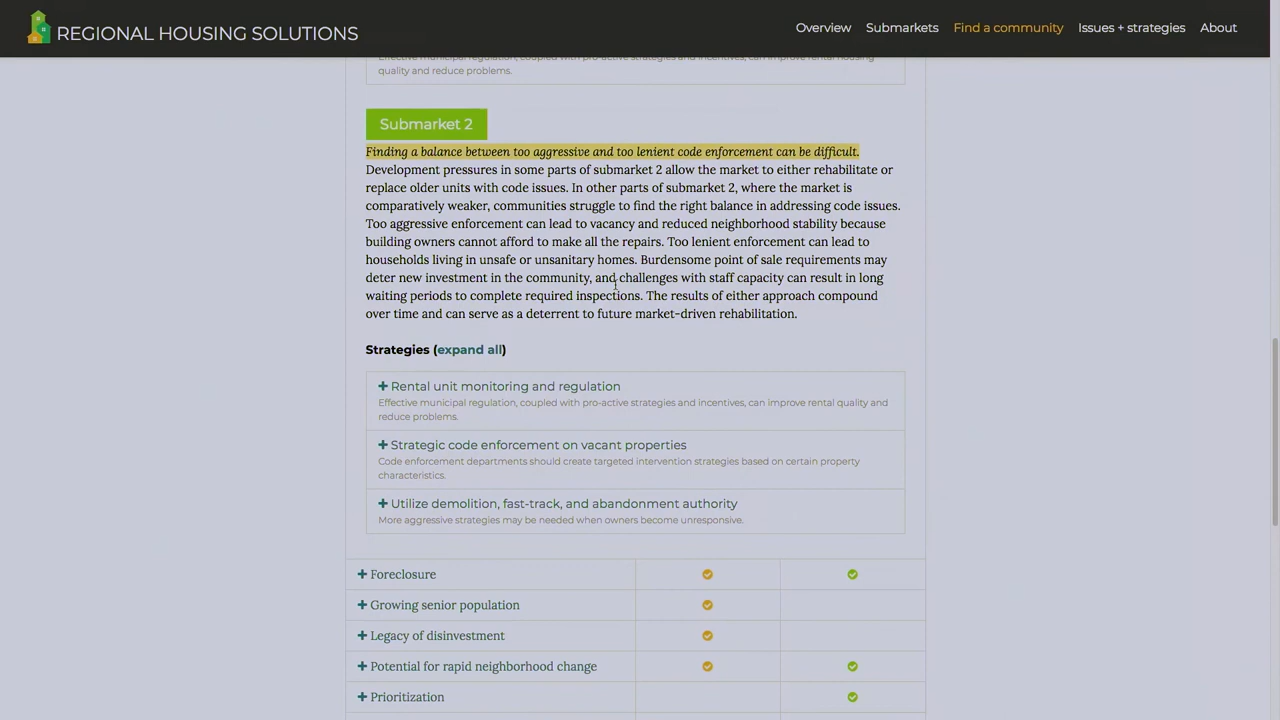 REGIONAL HOUSING SOLUTIONS
Overview Submarkets Find a community Issues + strategies About
Effective municipal regulation, coupled with pro-active strategies and incentives, can improve rental housing
quality and reduce problems.
Submarket 2
Finding a balance between too aggressive and too lenient code enforcement can be difficult.
Development pressures in some parts of submarket 2 allow the market to either rehabilitate or
replace older units with code issues. In other parts of submarket 2, where the market is
comparatively weaker, communities struggle to find the right balance in addressing code issues.
Too aggressive enforcement can lead to vacancy and reduced neighborhood stability because
building owners cannot afford to make all the repairs. Too lenient enforcement can lead to
households living in unsafe or unsanitary homes. Burdensome point of sale requirements may
deter new investment in the community, and challenges with staff capacity can result in long
waiting periods to complete required inspections. The results of either approach compound
over time and can serve as a deterrent to future market-driven rehabilitation.
Strategies (expand all)
+ Rental unit monitoring and regulation
Effective municipal regulation, coupled with pro-active strategies and incentives, can improve rental quality and
reduce problems.
+ Strategic code enforcement on vacant properties
Code enforcement departments should create targeted intervention strategies based on certain property
characteristics.
+ Utilize demolition, fast-track, and abandonment authority
More aggressive strategies may be needed when owners become unresponsive.
+ Foreclosure
+ Growing senior population
+ Legacy of disinvestment
+ Potential for rapid neighborhood change
+ Prioritization